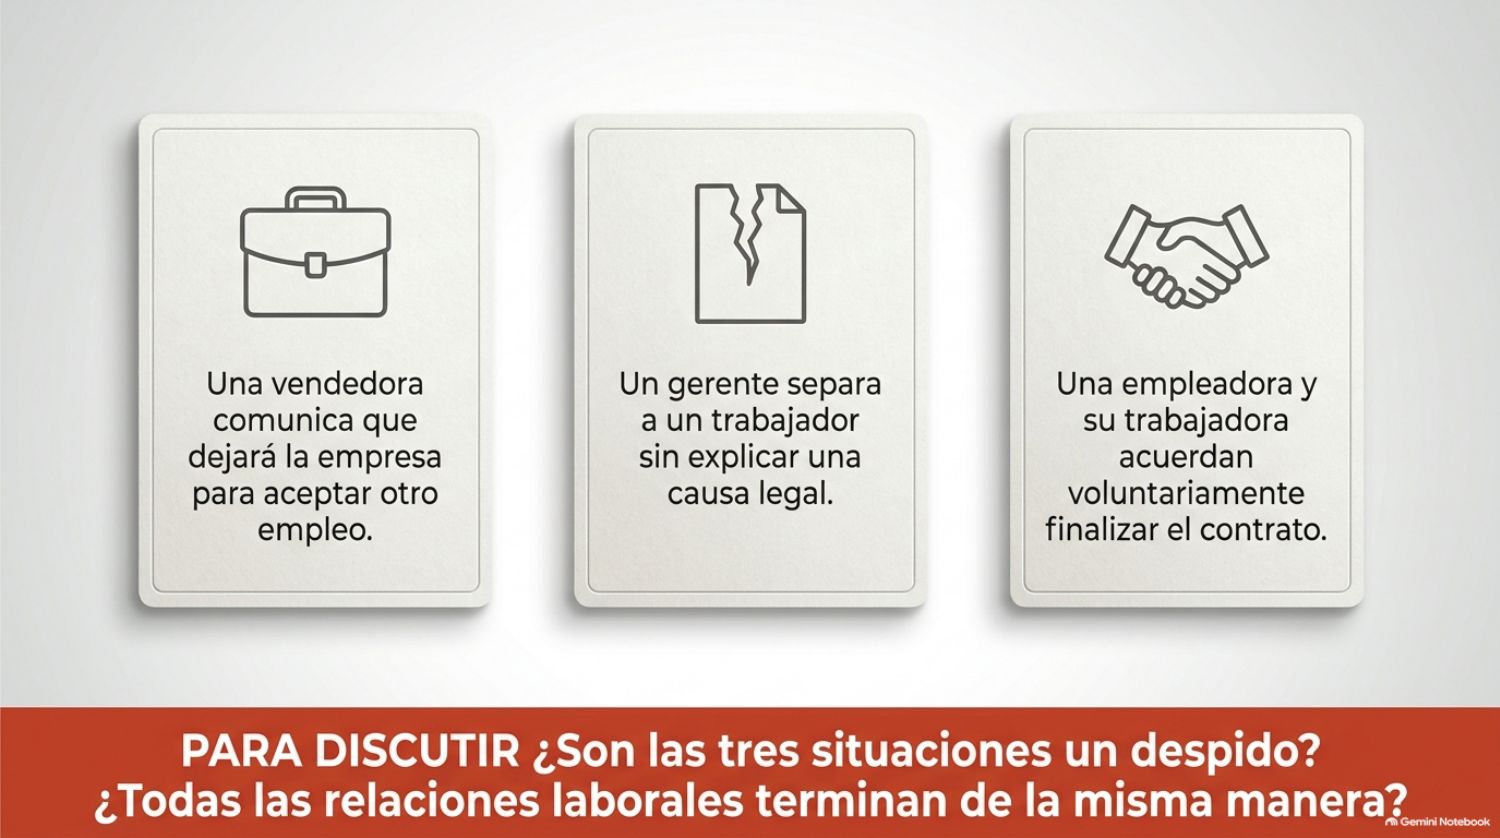 Una vendedora
comunica que
dejará la empresa
para aceptar otro
empleo.
Un gerente separa
a un trabajador
sin explicar una
causa legal.
Una empleadora y
su trabajadora
acuerdan
voluntariamente
finalizar el contrato.
PARA DISCUTIR ¿Son las tres situaciones un despido?
¿Todas las relaciones laborales terminan de la misma manera?
Gemini Notebook